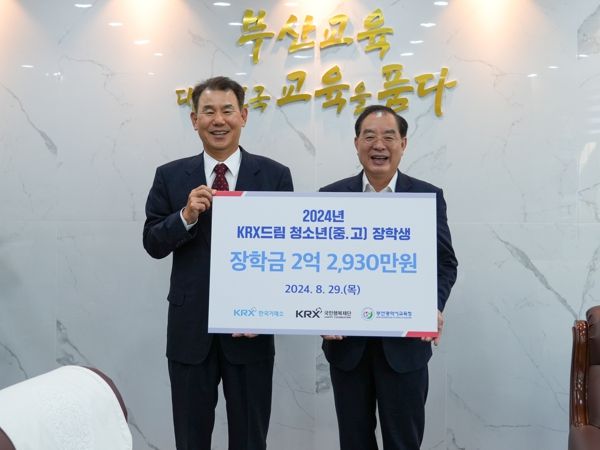 부산교육
대 국 교육을 품다
2024년
KRX드림 청소년(중.고) 장학생
장학금 2억 2,930만원
2024. 8. 29.(목)
KRX 한국거래소
KRX 국민행복재단
부산광역시교육청